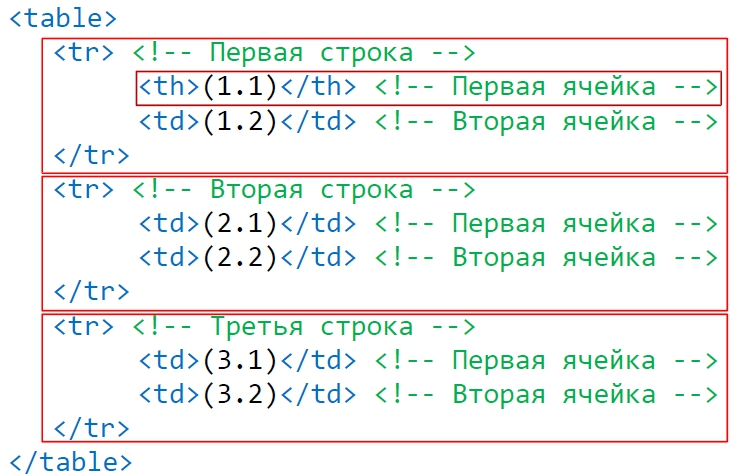 <table>
<tr> <!-- Первая строка -->
<th>(1.1)</th> <!-- Первая ячейка -->
<td>(1.2)</td> <!-- Вторая ячейка -->
</tr>
<tr> <!-- Вторая строка -->
<td>(2.1)</td> <!-- Первая ячейка -->
<td>(2.2)</td> <!-- Вторая ячейка -->
</tr>
<tr> <!-- Третья строка -->
<td>(3.1)</td> <!-- Первая ячейка -->
<td>(3.2)</td> <!-- Вторая ячейка -->
</tr>
</table>